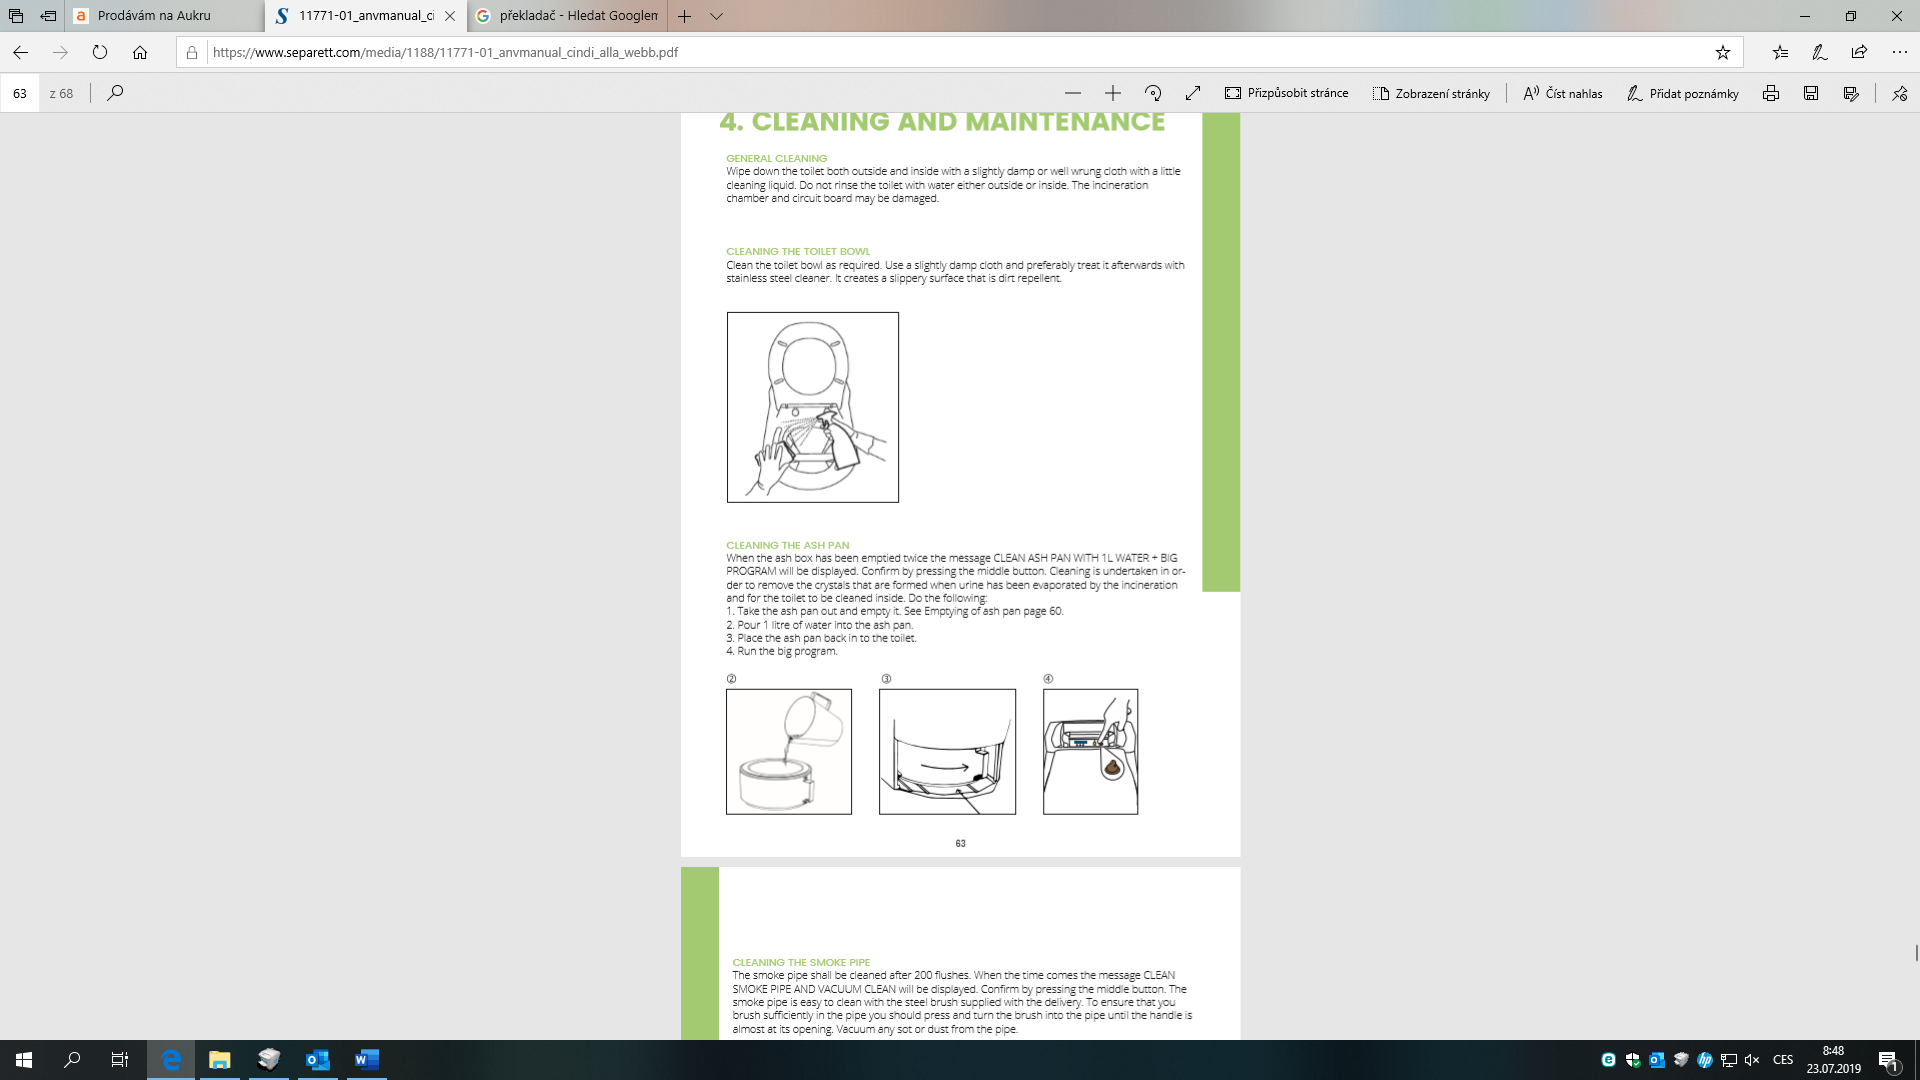 Prodávám na Aukru
11771-01_anvmanual_ci
překladač - Hledat Googlem
https://www.separett.com/media/1188/11771-01_anvmanual_cindi_alla_webb.pdf
63 z 68
Přizpůsobit stránce
Zobrazení stránky
Číst nahlas
Přidat poznámky
4. CLEANING AND MAINTENANCE
GENERAL CLEANING
Wipe down the toilet both outside and inside with a slightly damp or well wrung cloth with a little
cleaning liquid. Do not rinse the toilet with water either outside or inside. The incineration
chamber and circuit board may be damaged.
CLEANING THE TOILET BOWL
Clean the toilet bowl as required. Use a slightly damp cloth and preferably treat it afterwards with
stainless steel cleaner. It creates a slippery surface that is dirt repellent.
CLEANING THE ASH PAN
When the ash box has been emptied twice the message CLEAN ASH PAN WITH 1L WATER + BIG
PROGRAM will be displayed. Confirm by pressing the middle button. Cleaning is undertaken in or-
der to remove the crystals that are formed when urine has been evaporated by the incineration
and for the toilet to be cleaned inside. Do the following:
1. Take the ash pan out and empty it. See Emptying of ash pan page 60.
2. Pour 1 litre of water into the ash pan.
3. Place the ash pan back in to the toilet.
4. Run the big program.
② ③ ④
63
CLEANING THE SMOKE PIPE
The smoke pipe shall be cleaned after 200 flushes. When the time comes the message CLEAN
SMOKE PIPE AND VACUUM CLEAN will be displayed. Confirm by pressing the middle button. The
smoke pipe is easy to clean with the steel brush supplied with the delivery. To ensure that you
brush sufficiently in the pipe you should press and turn the brush into the pipe until the handle is
almost at its opening. Vacuum any sot or dust from the pipe.
CES
8:48
23.07.2019
1